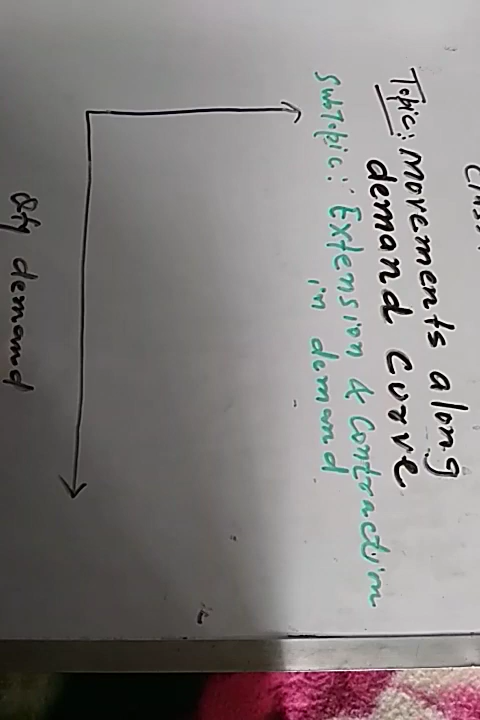 Topic: Movements along
demand curve
SubTopic: Extension & Contraction
in demand
Qty demand